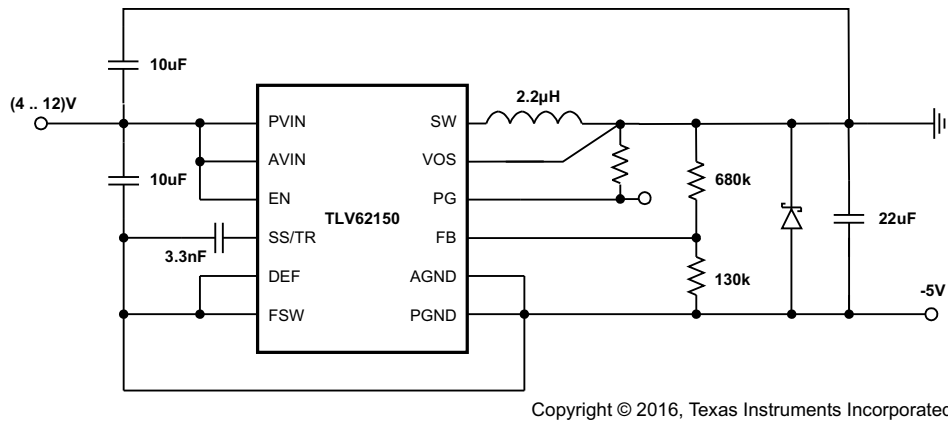 10uF
(4 .. 12)V
2.2µH
PVIN
SW
AVIN
VOS
10uF
680k
EN
PG
TLV62150
22uF
SS/TR
FB
3.3nF
DEF
AGND
130k
-5V
FSW
PGND
Copyright © 2016, Texas Instruments Incorporated